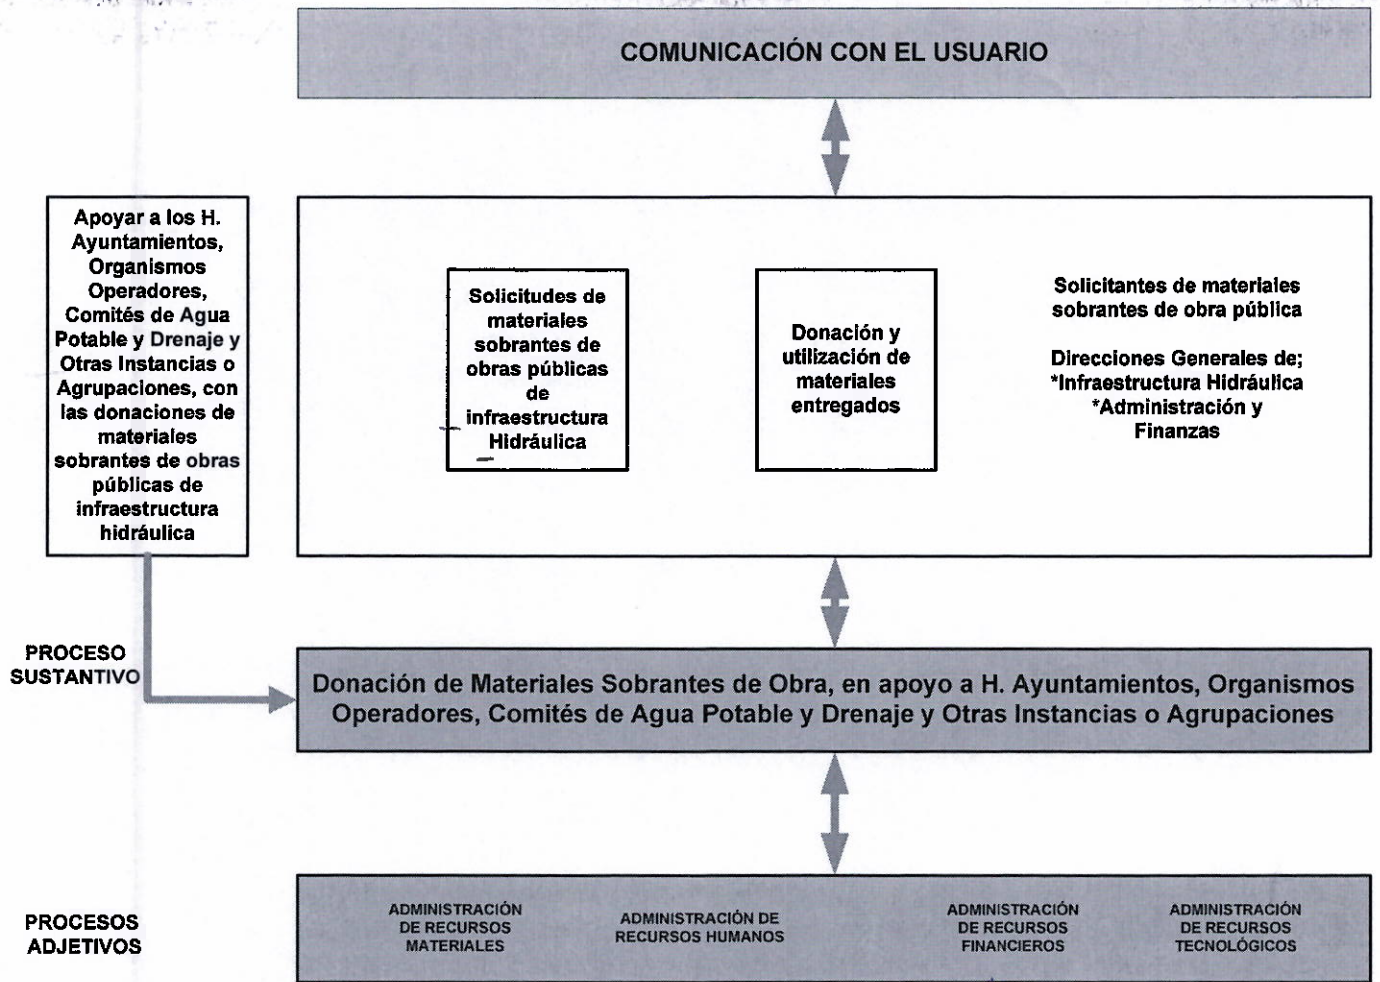 COMUNICACIÓN CON EL USUARIO
Apoyar a los H.
Ayuntamientos,
Organismos
Operadores,
Comités de Agua
Potable y Drenaje y
Otras Instancias o
Agrupaciones, con
las donaciones de
materiales
sobrantes de obras
públicas de
infraestructura
hidráulica
Solicitudes de
materiales
sobrantes de
obras públicas
de
infraestructura
Hidráulica
Donación y
utilización de
materiales
entregados
Solicitantes de materiales
sobrantes de obra pública
Direcciones Generales de;
*Infraestructura Hidráulica
*Administración y
Finanzas
PROCESO
SUSTANTIVO
Donación de Materiales Sobrantes de Obra, en apoyo a H. Ayuntamientos, Organismos
Operadores, Comités de Agua Potable y Drenaje y Otras Instancias o Agrupaciones
PROCESOS
ADJETIVOS
ADMINISTRACIÓN
DE RECURSOS
MATERIALES
ADMINISTRACIÓN DE
RECURSOS HUMANOS
ADMINISTRACIÓN
DE RECURSOS
FINANCIEROS
ADMINISTRACIÓN
DE RECURSOS
TECNOLÓGICOS